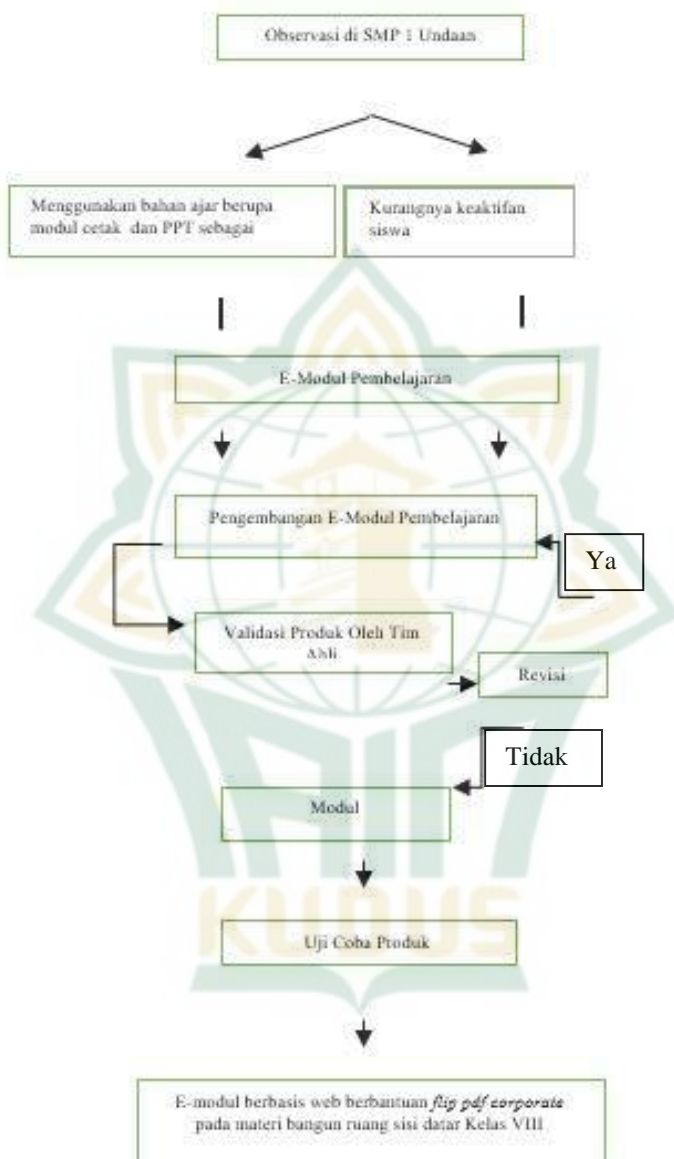 Observasi di SMP 1 Undaan
Menggunakan bahan ajar berupa
modul cetak dan PPT sebagai
Kurangnya keaktifan
siswa
E-Modul Pembelajaran
Pengembangan E-Modul Pembelajaran
Ya
Validasi Produk Oleh Tim
Ahli
Revisi
Tidak
Modul
Uji Coba Produk
E-modul berbasis web berbantuan flip pdf corporate
pada materi bangun ruang sisi datar Kelas VIII
IAIN
KUDUS